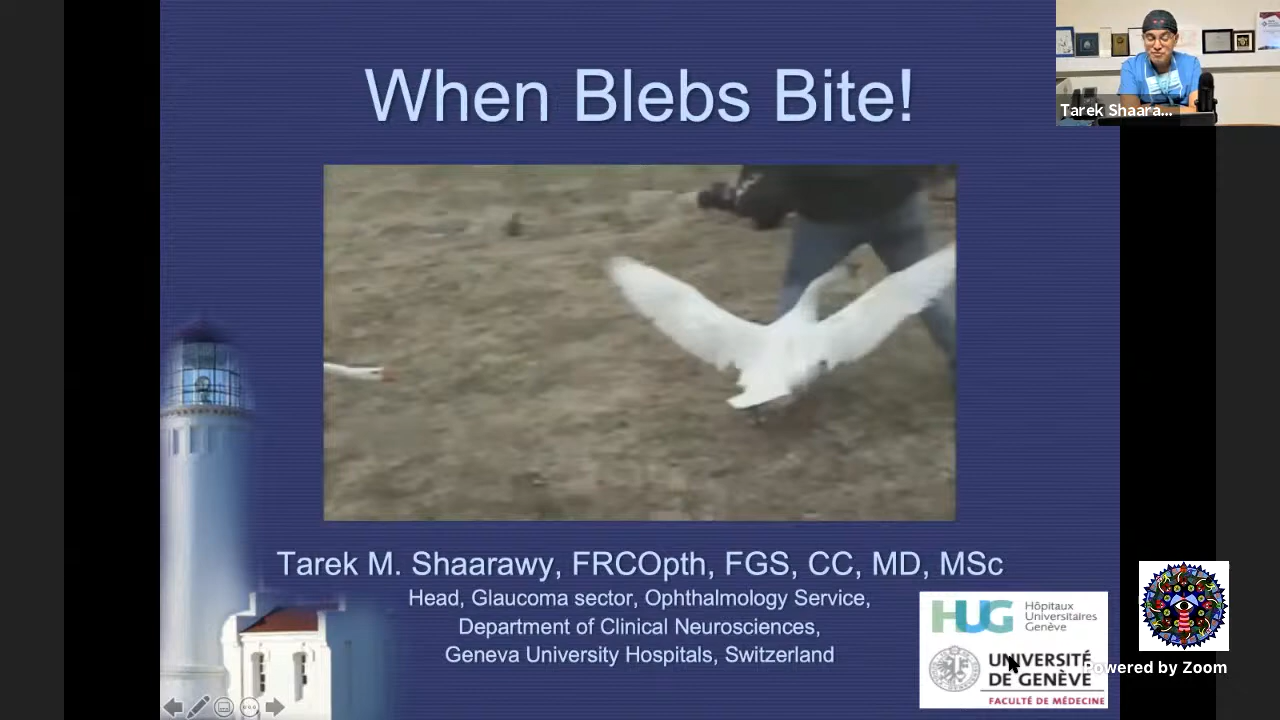 When Blebs Bite!
Tarek Shaara...
Tarek M. Shaarawy, FRCOpth, FGS, CC, MD, MSc
Head, Glaucoma sector, Ophthalmology Service,
Department of Clinical Neurosciences,
Geneva University Hospitals, Switzerland
HUG
Hôpitaux
Universitaires
Genève
UNIVERSITÉ
DE GENÈVE
FACULTÉ DE MÉDECINE
Powered by Zoom